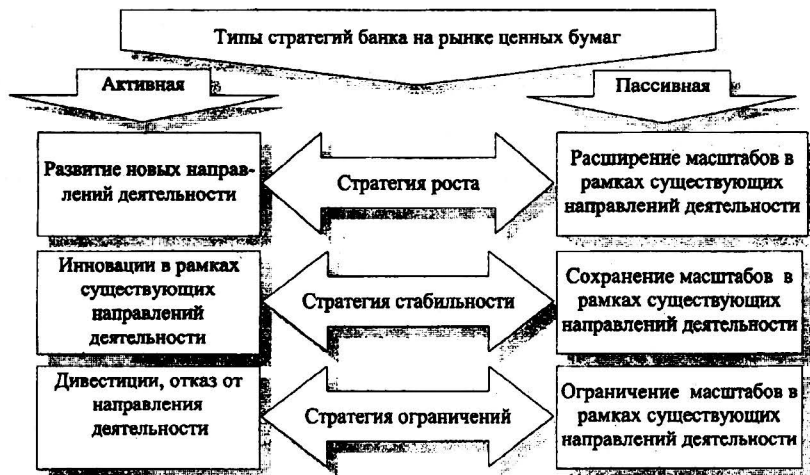 Типы стратегий банка на рынке ценных бумаг
Активная
Пассивная
Развитие новых направ-
лений деятельности
Стратегия роста
Расширение масштабов в
рамках существующих
направлений деятельности
Инновации в рамках
существующих
направлений
деятельности
Стратегия стабильности
Сохранение масштабов в
рамках существующих
направлений деятельности
Дивестиции, отказ от
направления
деятельности
Стратегия ограничений
Ограничение масштабов в
рамках существующих
направлений деятельности